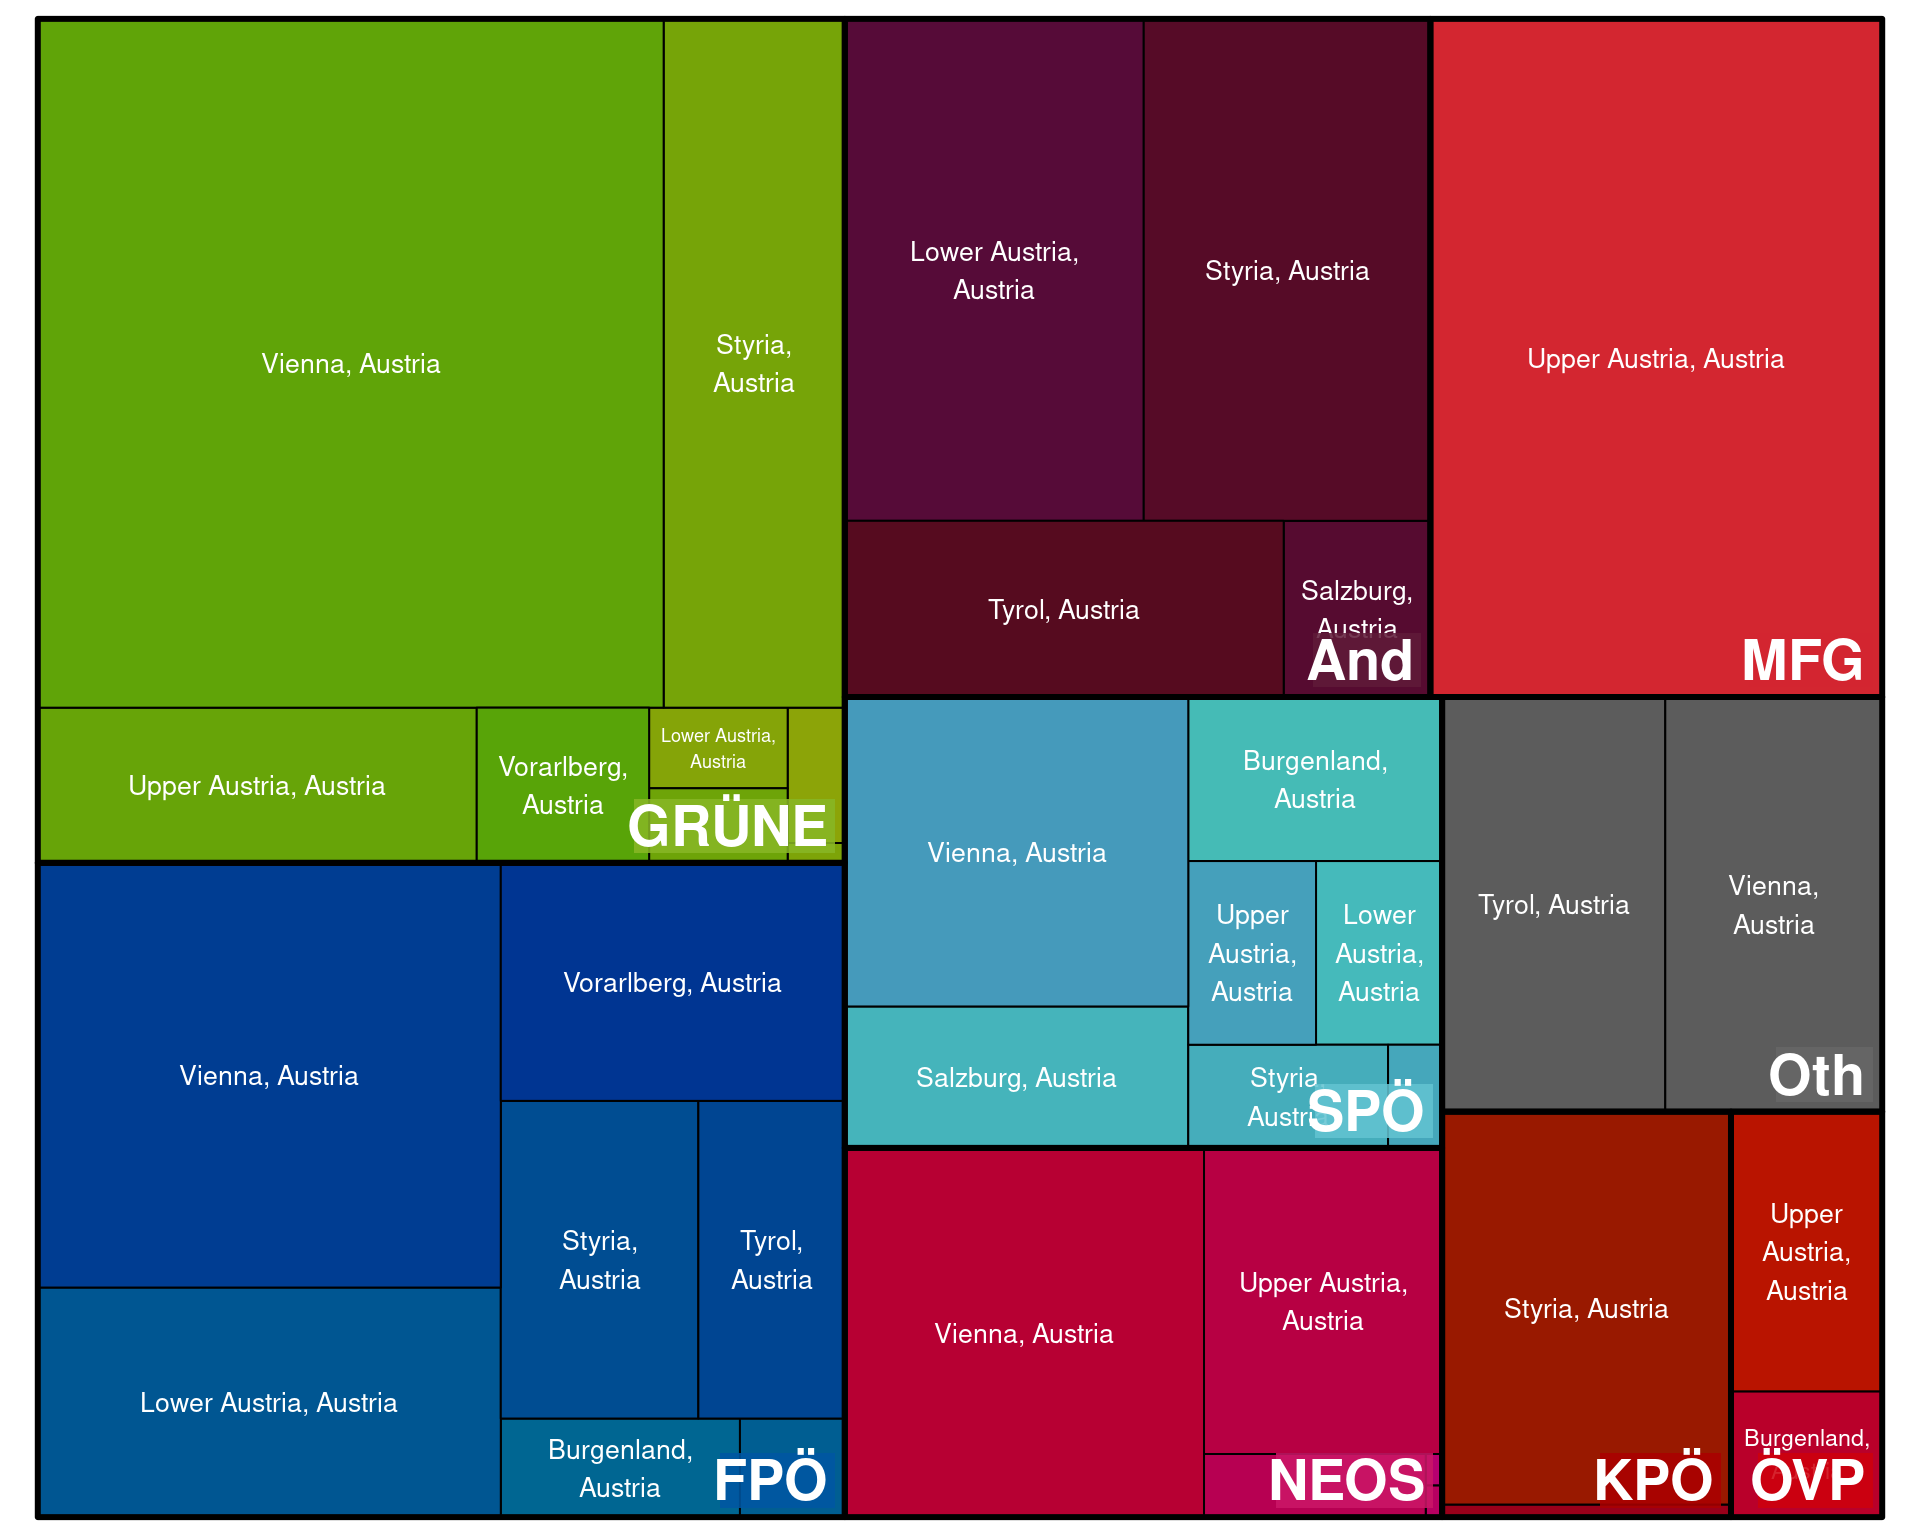 Vienna, Austria
Styria,
Austria
Upper Austria, Austria
Vorarlberg,
Austria
Lower Austria,
Austria
GRÜNE
Vienna, Austria
Vorarlberg, Austria
Styria,
Austria
Tyrol,
Austria
Lower Austria, Austria
Burgenland,
Austria
FPÖ
Lower Austria,
Austria
Styria, Austria
Tyrol, Austria
Salzburg,
Austria
And
Upper Austria, Austria
MFG
Vienna, Austria
Burgenland,
Austria
Upper
Austria,
Austria
Lower
Austria,
Austria
Salzburg, Austria
Styria,
Austria
SPÖ
Tyrol, Austria
Vienna,
Austria
Oth
Vienna, Austria
Upper Austria,
Austria
NEOS
Styria, Austria
KPÖ
Upper
Austria,
Austria
Burgenland,
ÖVP